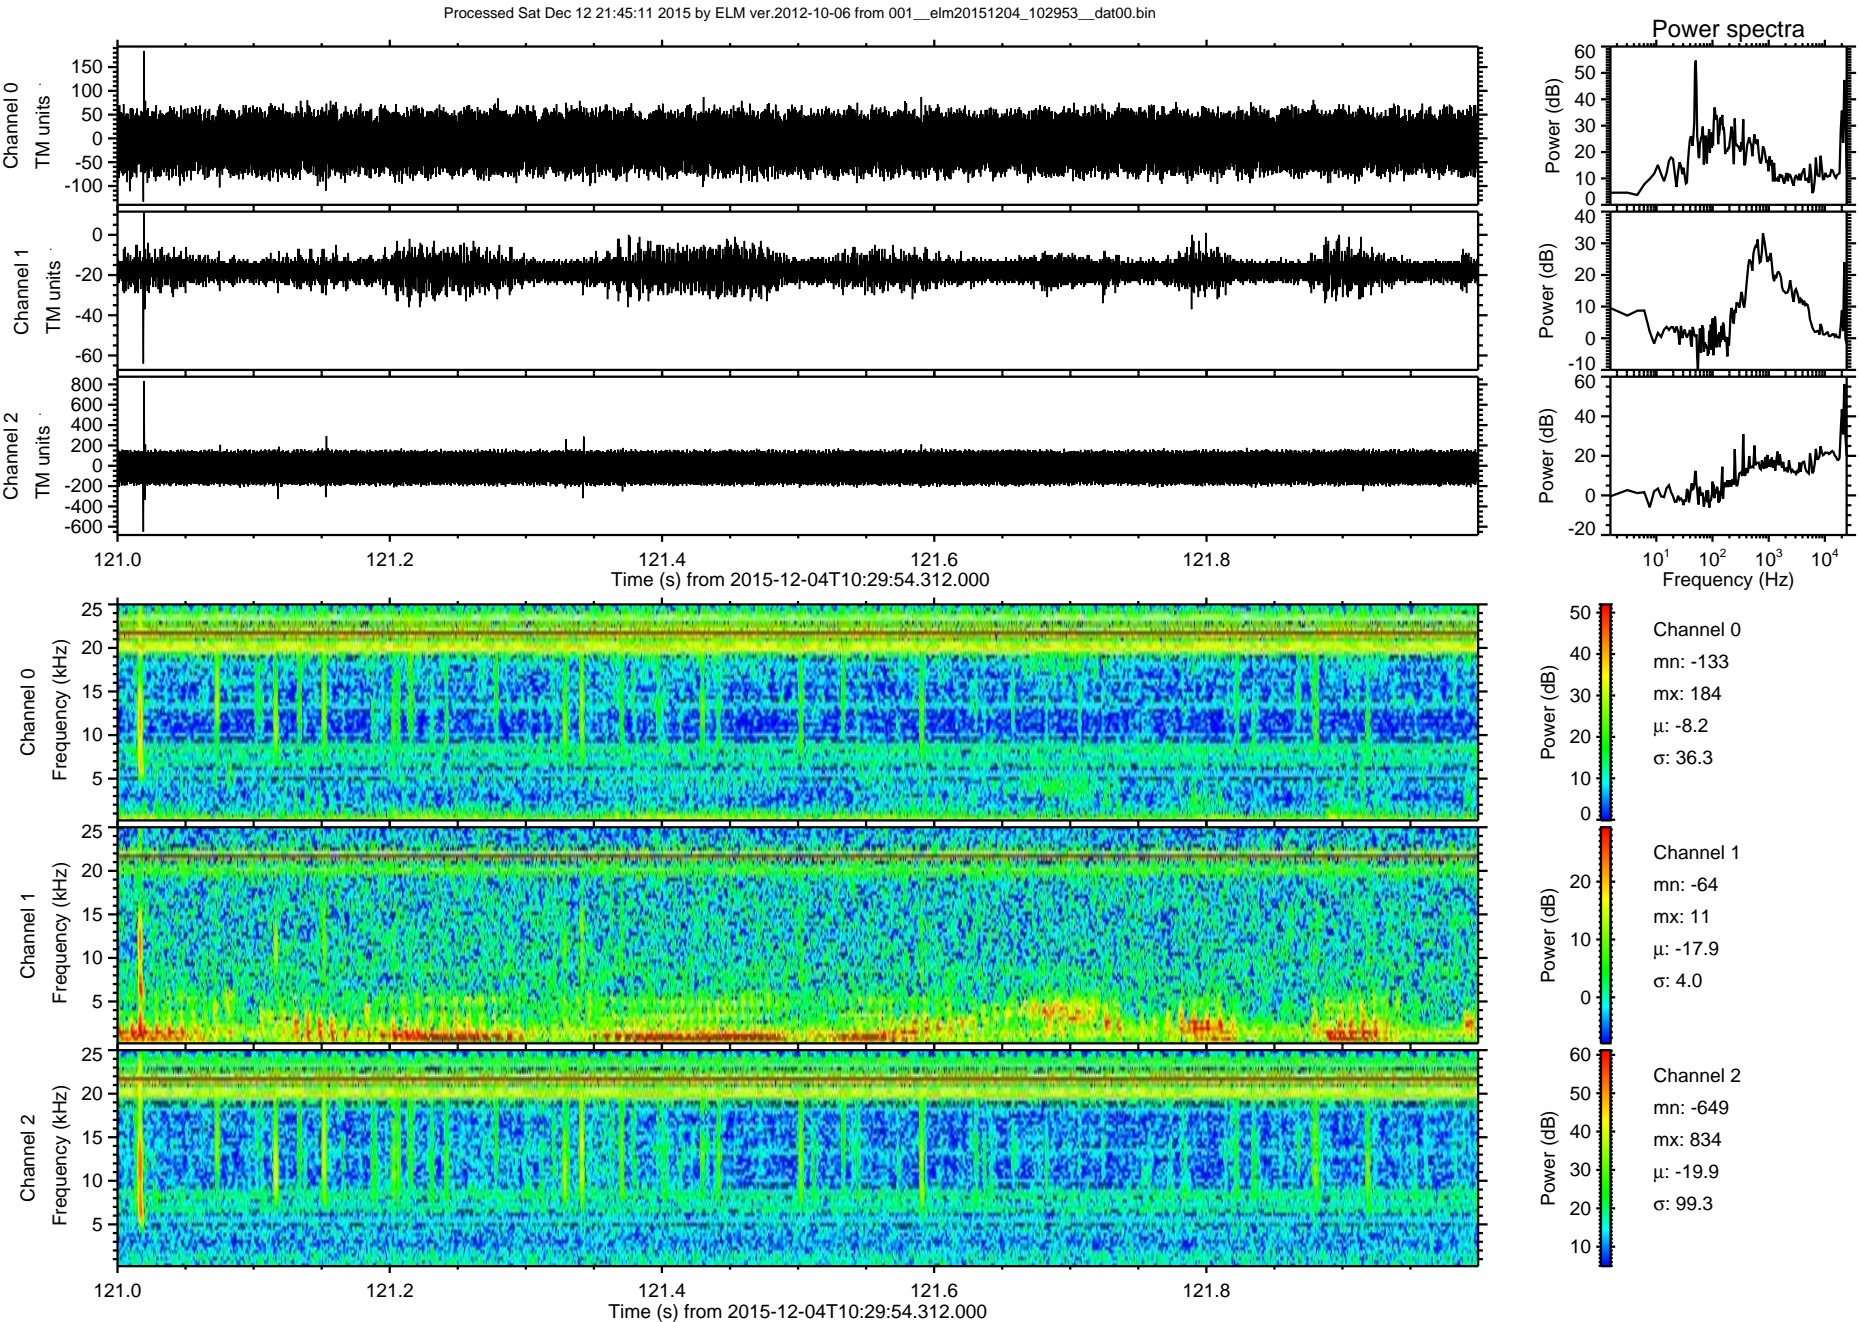 Processed Sat Dec 12 21:45:11 2015 by ELM ver.2012-10-06 from 001__elm20151204_102953__dat00.bin
Power spectra
Channel 0
TM units
150
100
50
0
-50
-100
Power (dB)
60
50
40
30
20
10
0
Channel 1
TM units
0
-20
-40
-60
Power (dB)
40
30
20
10
0
-10
Channel 2
TM units
800
600
400
200
0
-200
-400
-600
Power (dB)
60
40
20
0
-20
121.0 121.2 121.4 121.6 121.8
Time (s) from 2015-12-04T10:29:54.312.000
10^1 10^2 10^3 10^4
Frequency (Hz)
Channel 0
Frequency (kHz)
25
20
15
10
5
Power (dB)
50
40
30
20
10
0
Channel 0
mn: -133
mx: 184
μ: -8.2
σ: 36.3
Channel 1
Frequency (kHz)
25
20
15
10
5
Power (dB)
20
10
0
Channel 1
mn: -64
mx: 11
μ: -17.9
σ: 4.0
Channel 2
Frequency (kHz)
25
20
15
10
5
Power (dB)
60
50
40
30
20
10
Channel 2
mn: -649
mx: 834
μ: -19.9
σ: 99.3
121.0 121.2 121.4 121.6 121.8
Time (s) from 2015-12-04T10:29:54.312.000